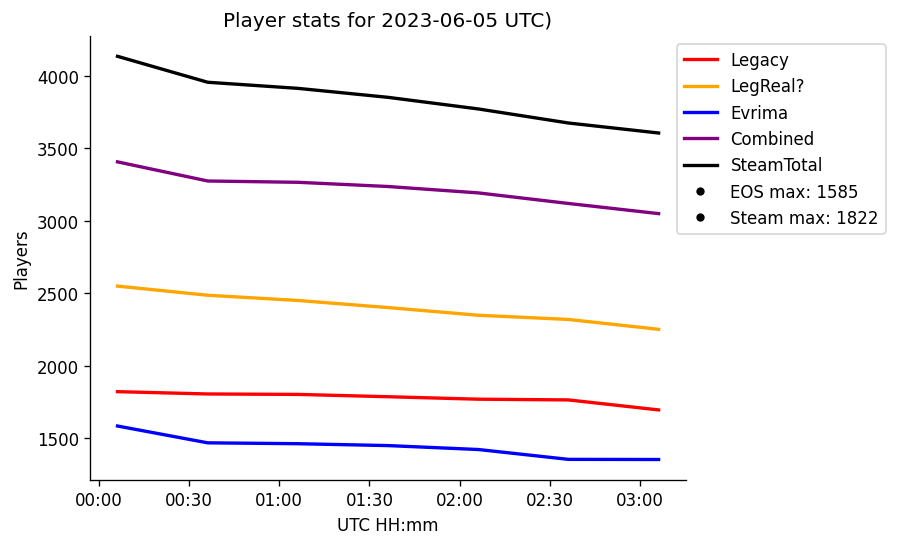 Player stats for 2023-06-05 UTC)
Legacy
LegReal?
Evrima
Combined
SteamTotal
EOS max: 1585
Steam max: 1822
Players
4000
3500
3000
2500
2000
1500
00:00 00:30 01:00 01:30 02:00 02:30 03:00
UTC HH:mm